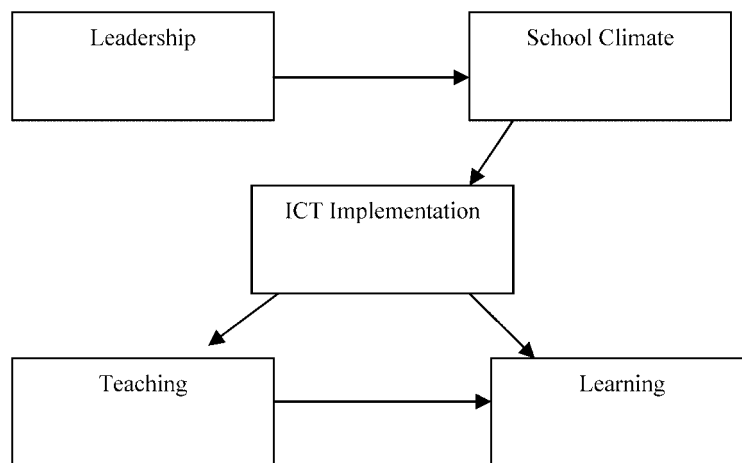 Leadership
School Climate
ICT Implementation
Teaching
Learning